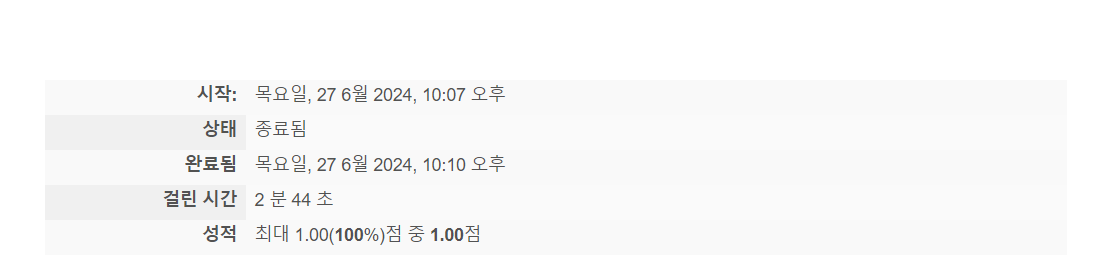 시작: 목요일, 27 6월 2024, 10:07 오후
상태 종료됨
완료됨 목요일, 27 6월 2024, 10:10 오후
걸린 시간 2 분 44 초
성적 최대 1.00(100%)점 중 1.00점